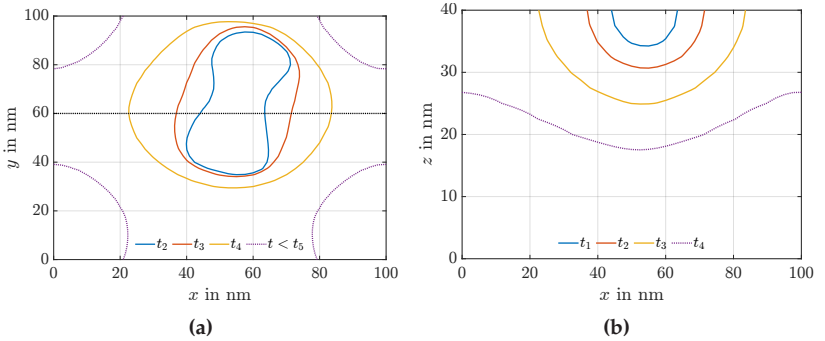 100
80
60
40
20
0
y in nm
0 20 40 60 80 100
x in nm
t₂ t₃ t₄ t < t₅
(a)
40
30
20
10
0
z in nm
0 20 40 60 80 100
x in nm
t₁ t₂ t₃ t₄
(b)